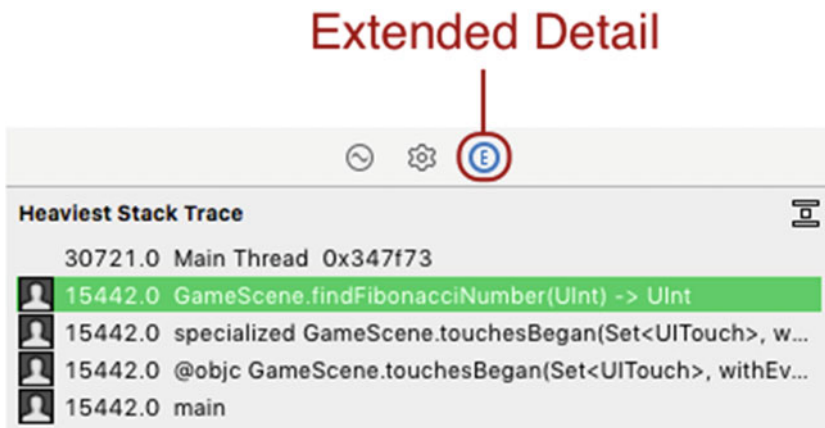 Extended Detail
E
Heaviest Stack Trace
30721.0 Main Thread 0x347f73
15442.0 GameScene.findFibonacciNumber(UInt) -> UInt
15442.0 specialized GameScene.touchesBegan(Set<UITouch>, w...
15442.0 @objc GameScene.touchesBegan(Set<UITouch>, withEv...
15442.0 main